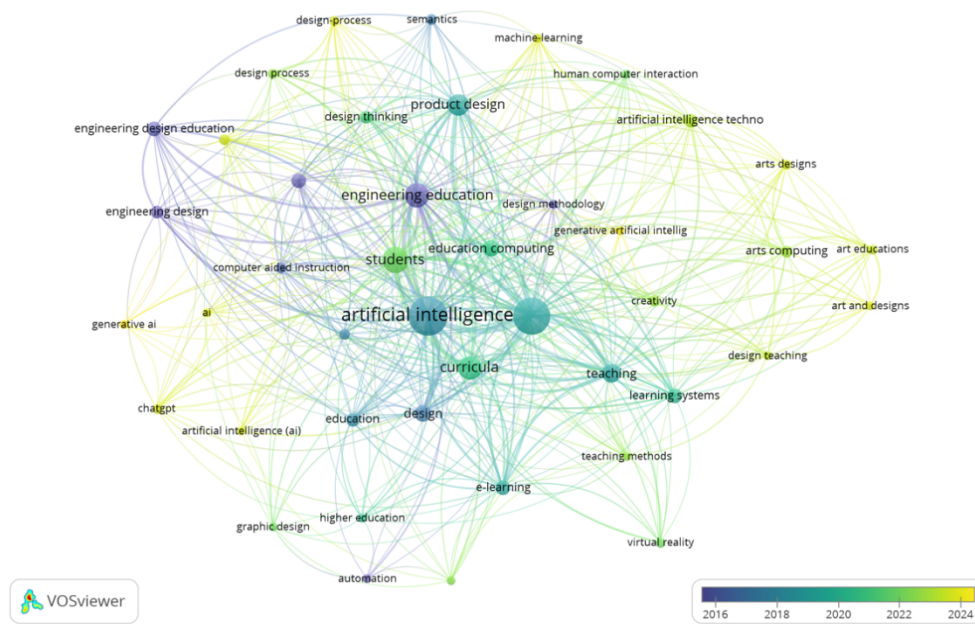 design-process
semantics
machine-learning
design process
human computer interaction
product design
design thinking
artificial intelligence techno
engineering design education
arts designs
engineering education
design methodology
engineering design
generative artificial intellig
education computing
arts computing
art educations
students
computer aided instruction
creativity
art and designs
ai
artificial intelligence
generative ai
design teaching
curricula
teaching
learning systems
chatgpt
design
education
artificial intelligence (ai)
teaching methods
e-learning
higher education
graphic design
virtual reality
automation
VOSviewer
2016 2018 2020 2022 2024